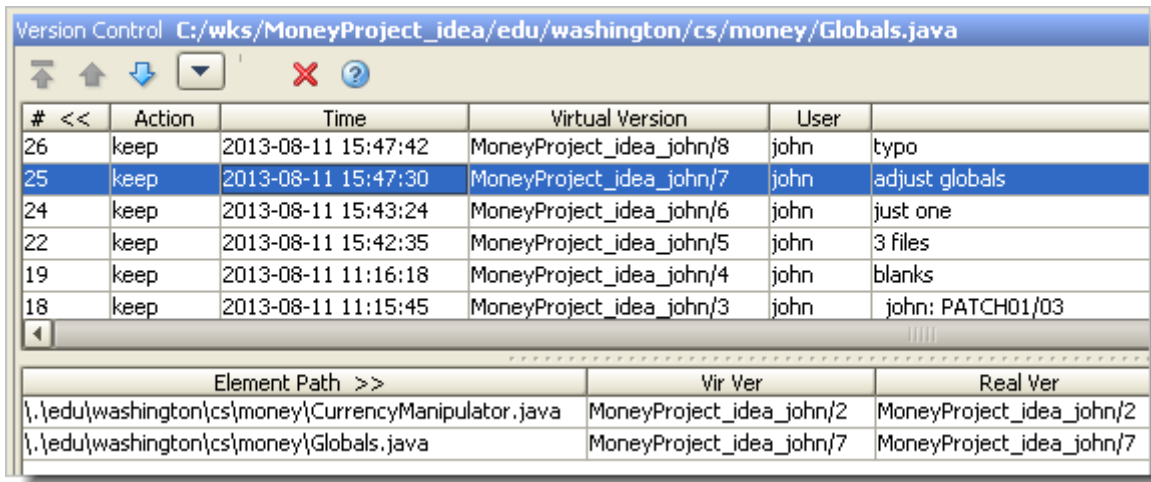 Version Control C:/wks/MoneyProject_idea/edu/washington/cs/money/Globals.java
# << Action Time Virtual Version User
26 keep 2013-08-11 15:47:42 MoneyProject_idea_john/8 john typo
25 keep 2013-08-11 15:47:30 MoneyProject_idea_john/7 john adjust globals
24 keep 2013-08-11 15:43:24 MoneyProject_idea_john/6 john just one
22 keep 2013-08-11 15:42:35 MoneyProject_idea_john/5 john 3 files
19 keep 2013-08-11 11:16:18 MoneyProject_idea_john/4 john blanks
18 keep 2013-08-11 11:15:45 MoneyProject_idea_john/3 john john: PATCH01/03
Element Path >> Vir Ver Real Ver
\.\edu\washington\cs\money\CurrencyManipulator.java MoneyProject_idea_john/2 MoneyProject_idea_john/2
\.\edu\washington\cs\money\Globals.java MoneyProject_idea_john/7 MoneyProject_idea_john/7